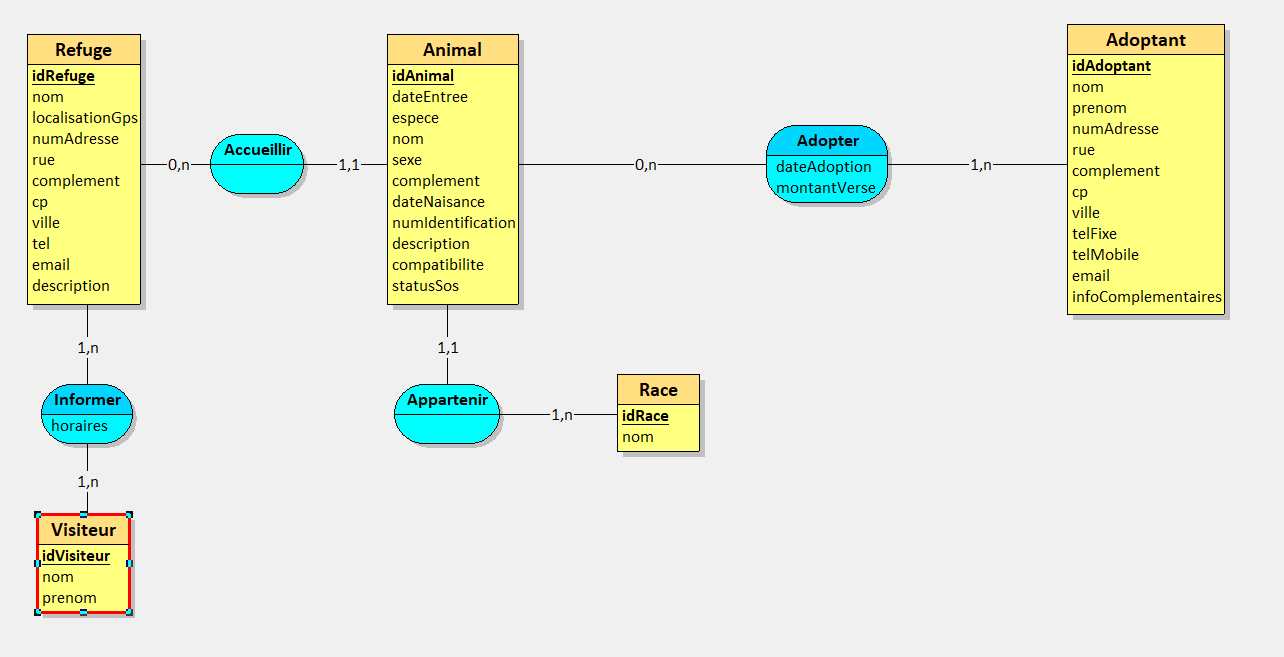 Refuge
idRefuge
nom
localisationGps
numAdresse
rue
complement
cp
ville
tel
email
description
0,n
Accueillir
1,1
Animal
idAnimal
dateEntree
espece
nom
sexe
complement
dateNaisance
numIdentification
description
compatibilite
statusSos
0,n
Adopter
dateAdoption
montantVerse
1,n
Adoptant
idAdoptant
nom
prenom
numAdresse
rue
complement
cp
ville
telFixe
telMobile
email
infoComplementaires
1,n
Informer
horaires
1,n
Visiteur
idVisiteur
nom
prenom
1,1
Appartenir
1,n
Race
idRace
nom